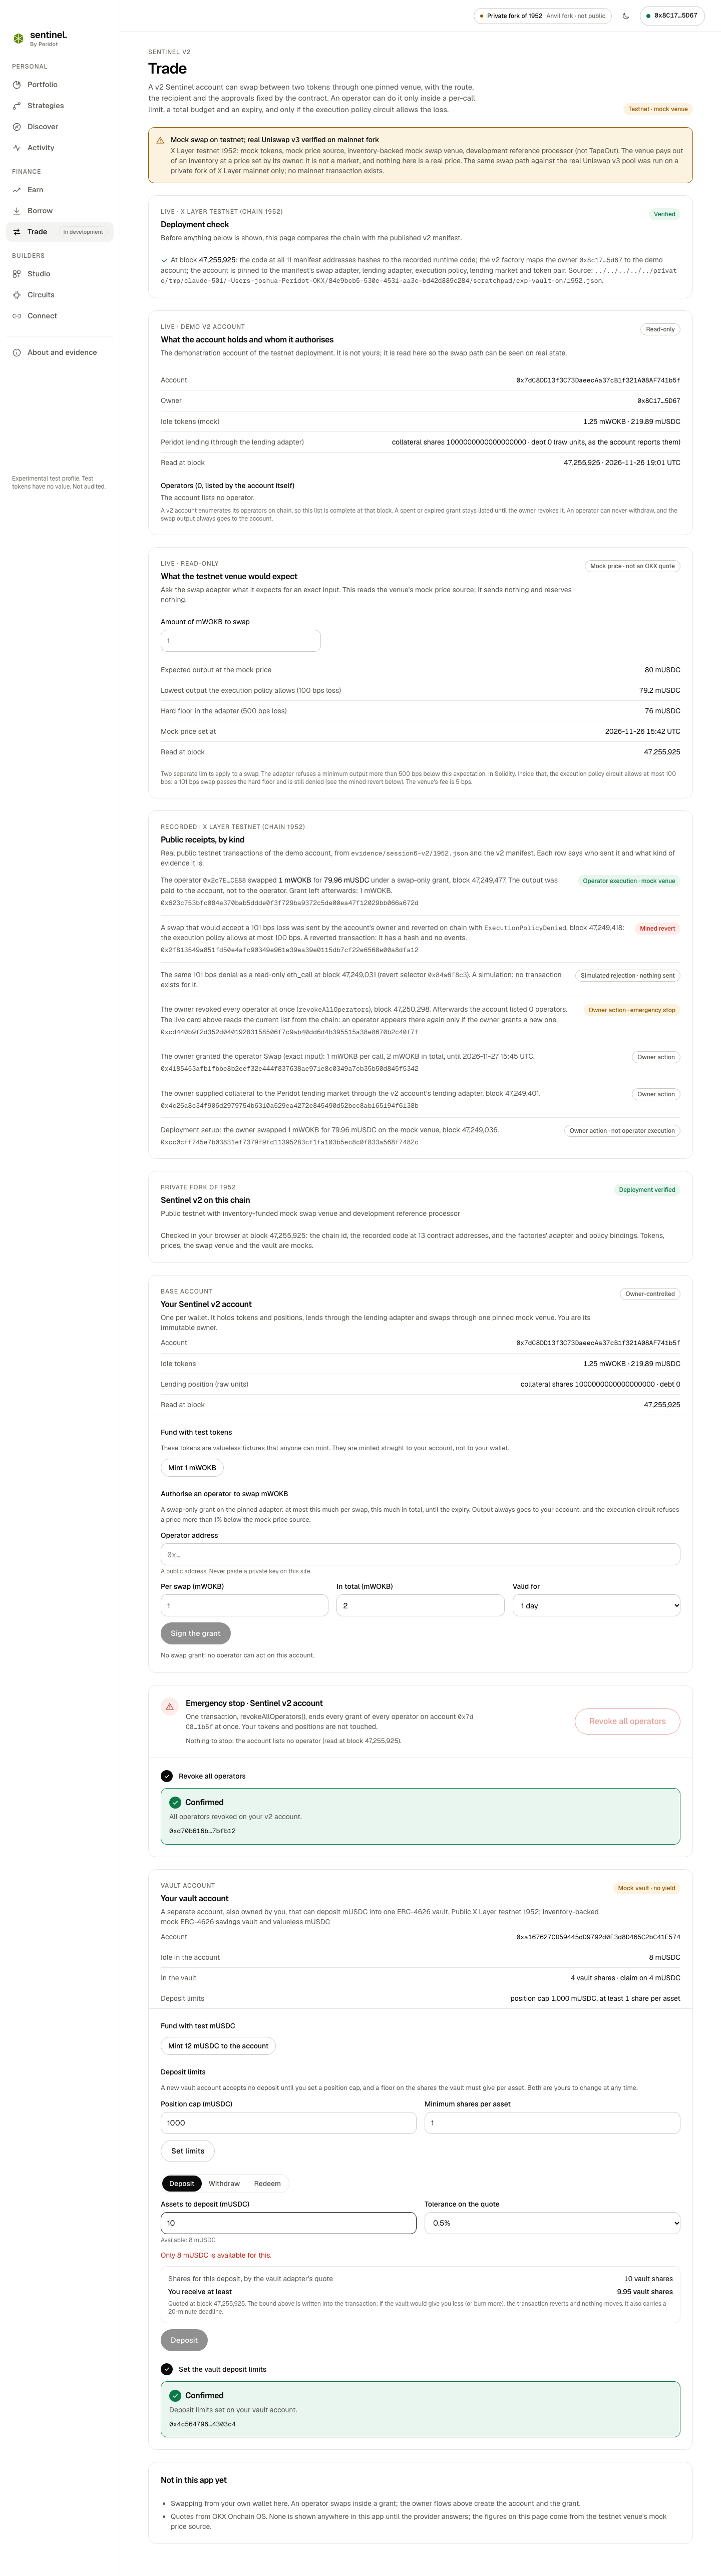 sentinel.
By Peridot
Private fork of 1952 Anvil fork · not public
0x8C17…5D67
PERSONAL
Portfolio
Strategies
Discover
Activity
FINANCE
Earn
Borrow
Trade In development
BUILDERS
Studio
Circuits
Connect
About and evidence
Experimental test profile. Test
tokens have no value. Not audited.
SENTINEL V2
Trade
A v2 Sentinel account can swap between two tokens through one pinned venue, with the route,
the recipient and the approvals fixed by the contract. An operator can do it only inside a per-call
limit, a total budget and an expiry, and only if the execution policy circuit allows the loss.
Testnet · mock venue
Mock swap on testnet; real Uniswap v3 verified on mainnet fork
X Layer testnet 1952: mock tokens, mock price source, inventory-backed mock swap venue, development reference processor (not TapeOut). The venue pays out
of an inventory at a price set by its owner: it is not a market, and nothing here is a real price. The same swap path against the real Uniswap v3 pool was run on a
private fork of X Layer mainnet only; no mainnet transaction exists.
LIVE · X LAYER TESTNET (CHAIN 1952)
Verified
Deployment check
Before anything below is shown, this page compares the chain with the published v2 manifest.
At block 47,255,925: the code at all 11 manifest addresses hashes to the recorded runtime code; the v2 factory maps the owner 0x8c17…5d67 to the demo
account; the account is pinned to the manifest's swap adapter, lending adapter, execution policy, lending market and token pair. Source: ../../../../../privat
e/tmp/claude-501/-Users-joshua-Peridot-OKX/84e9bcb5-530e-4531-aa3c-bd42d889c284/scratchpad/exp-vault-on/1952.json.
LIVE · DEMO V2 ACCOUNT
Read-only
What the account holds and whom it authorises
The demonstration account of the testnet deployment. It is not yours; it is read here so the swap path can be seen on real state.
Account 0x7dC8DD13f3C73DaeecAa37cB1f321A08AF741b5f
Owner 0x8C17…5D67
Idle tokens (mock) 1.25 mWOKB · 219.89 mUSDC
Peridot lending (through the lending adapter) collateral shares 1000000000000000000 · debt 0 (raw units, as the account reports them)
Read at block 47,255,925 · 2026-11-26 19:01 UTC
Operators (0, listed by the account itself)
The account lists no operator.
A v2 account enumerates its operators on chain, so this list is complete at that block. A spent or expired grant stays listed until the owner revokes it. An operator can never withdraw, and the
swap output always goes to the account.
LIVE · READ-ONLY
Mock price · not an OKX quote
What the testnet venue would expect
Ask the swap adapter what it expects for an exact input. This reads the venue's mock price source; it sends nothing and reserves
nothing.
Amount of mWOKB to swap
1
Expected output at the mock price 80 mUSDC
Lowest output the execution policy allows (100 bps loss) 79.2 mUSDC
Hard floor in the adapter (500 bps loss) 76 mUSDC
Mock price set at 2026-11-26 15:42 UTC
Read at block 47,255,925
Two separate limits apply to a swap. The adapter refuses a minimum output more than 500 bps below this expectation, in Solidity. Inside that, the execution policy circuit allows at most 100
bps: a 101 bps swap passes the hard floor and is still denied (see the mined revert below). The venue's fee is 5 bps.
RECORDED · X LAYER TESTNET (CHAIN 1952)
Public receipts, by kind
Real public testnet transactions of the demo account, from evidence/session6-v2/1952.json and the v2 manifest. Each row says who sent it and what kind of
evidence it is.
The operator 0x2c7E…CE88 swapped 1 mWOKB for 79.96 mUSDC under a swap-only grant, block 47,249,477. The output was
paid to the account, not to the operator. Grant left afterwards: 1 mWOKB.
Operator execution · mock venue
0x623c753bfc084e370bab5ddde0f3f729ba9372c5de00ea47f12029bb066a672d
A swap that would accept a 101 bps loss was sent by the account's owner and reverted on chain with ExecutionPolicyDenied, block 47,249,418:
the execution policy allows at most 100 bps. A reverted transaction: it has a hash and no events.
Mined revert
0x2f813549a851fd50e4afc90349e961e39ea39e0115db7cf22e6568e00a8dfa12
The same 101 bps denial as a read-only eth_call at block 47,249,031 (revert selector 0x84a6f8c3). A simulation: no transaction
exists for it.
Simulated rejection · nothing sent
The owner revoked every operator at once (revokeAllOperators), block 47,250,298. Afterwards the account listed 0 operators.
The live card above reads the current list from the chain: an operator appears there again only if the owner grants a new one.
Owner action · emergency stop
0xcd440b9f2d352d04019283158506f7c9ab40dd6d4b395515a38e8670b2c40f7f
The owner granted the operator Swap (exact input): 1 mWOKB per call, 2 mWOKB in total, until 2026-11-27 15:45 UTC.
Owner action
0x4185453afb1fbbe8b2eef32e444f837638ae971e8c0349a7cb35b50d845f5342
The owner supplied collateral to the Peridot lending market through the v2 account's lending adapter, block 47,249,401.
Owner action
0x4c26a8c34f906d2979754b6310a529ea4272e845490d52bcc8ab165194f6138b
Deployment setup: the owner swapped 1 mWOKB for 79.96 mUSDC on the mock venue, block 47,249,036.
Owner action · not operator execution
0xcc0cff745e7b03831ef7379f9fd11395283cf1fa103b5ec8c0f833a568f7482c
PRIVATE FORK OF 1952
Deployment verified
Sentinel v2 on this chain
Public testnet with inventory-funded mock swap venue and development reference processor
Checked in your browser at block 47,255,925: the chain id, the recorded code at 13 contract addresses, and the factories' adapter and policy bindings. Tokens,
prices, the swap venue and the vault are mocks.
BASE ACCOUNT
Owner-controlled
Your Sentinel v2 account
One per wallet. It holds tokens and positions, lends through the lending adapter and swaps through one pinned mock venue. You are its
immutable owner.
Account 0x7dC8DD13f3C73DaeecAa37cB1f321A08AF741b5f
Idle tokens 1.25 mWOKB · 219.89 mUSDC
Lending position (raw units) collateral shares 1000000000000000000 · debt 0
Read at block 47,255,925
Fund with test tokens
These tokens are valueless fixtures that anyone can mint. They are minted straight to your account, not to your wallet.
Mint 1 mWOKB
Authorise an operator to swap mWOKB
A swap-only grant on the pinned adapter: at most this much per swap, this much in total, until the expiry. Output always goes to your account, and the execution circuit refuses
a price more than 1% below the mock price source.
Operator address
0x…
A public address. Never paste a private key on this site.
Per swap (mWOKB) In total (mWOKB) Valid for
1 2 1 day
Sign the grant
No swap grant: no operator can act on this account.
Emergency stop · Sentinel v2 account
One transaction, revokeAllOperators(), ends every grant of every operator on account 0x7d
C8…1b5f at once. Your tokens and positions are not touched.
Nothing to stop: the account lists no operator (read at block 47,255,925).
Revoke all operators
Revoke all operators
Confirmed
All operators revoked on your v2 account.
0xd70b616b…7bfb12
VAULT ACCOUNT
Mock vault · no yield
Your vault account
A separate account, also owned by you, that can deposit mUSDC into one ERC-4626 vault. Public X Layer testnet 1952; inventory-backed
mock ERC-4626 savings vault and valueless mUSDC
Account 0xa167627CD59445dD9792d0F3d8D465C2bC41E574
Idle in the account 8 mUSDC
In the vault 4 vault shares · claim on 4 mUSDC
Deposit limits position cap 1,000 mUSDC, at least 1 share per asset
Fund with test mUSDC
Mint 12 mUSDC to the account
Deposit limits
A new vault account accepts no deposit until you set a position cap, and a floor on the shares the vault must give per asset. Both are yours to change at any time.
Position cap (mUSDC) Minimum shares per asset
1000 1
Set limits
Deposit Withdraw Redeem
Assets to deposit (mUSDC) Tolerance on the quote
10 0.5%
Available: 8 mUSDC
Only 8 mUSDC is available for this.
Shares for this deposit, by the vault adapter's quote 10 vault shares
You receive at least 9.95 vault shares
Quoted at block 47,255,925. The bound above is written into the transaction: if the vault would give you less (or burn more), the transaction reverts and nothing moves. It also carries a
20-minute deadline.
Deposit
Set the vault deposit limits
Confirmed
Deposit limits set on your vault account.
0x4c564796…4303c4
Not in this app yet
Swapping from your own wallet here. An operator swaps inside a grant; the owner flows above create the account and the grant.
Quotes from OKX Onchain OS. None is shown anywhere in this app until the provider answers; the figures on this page come from the testnet venue's mock
price source.